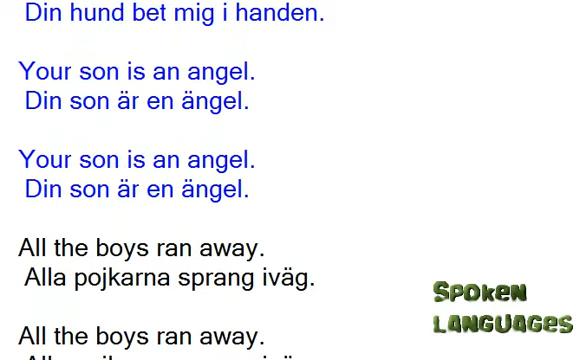 Din hund bet mig i handen.
Your son is an angel.
Din son är en ängel.
Your son is an angel.
Din son är en ängel.
All the boys ran away.
Alla pojkarna sprang iväg.
All the boys ran away.
SPOKEN
LANGUAGES